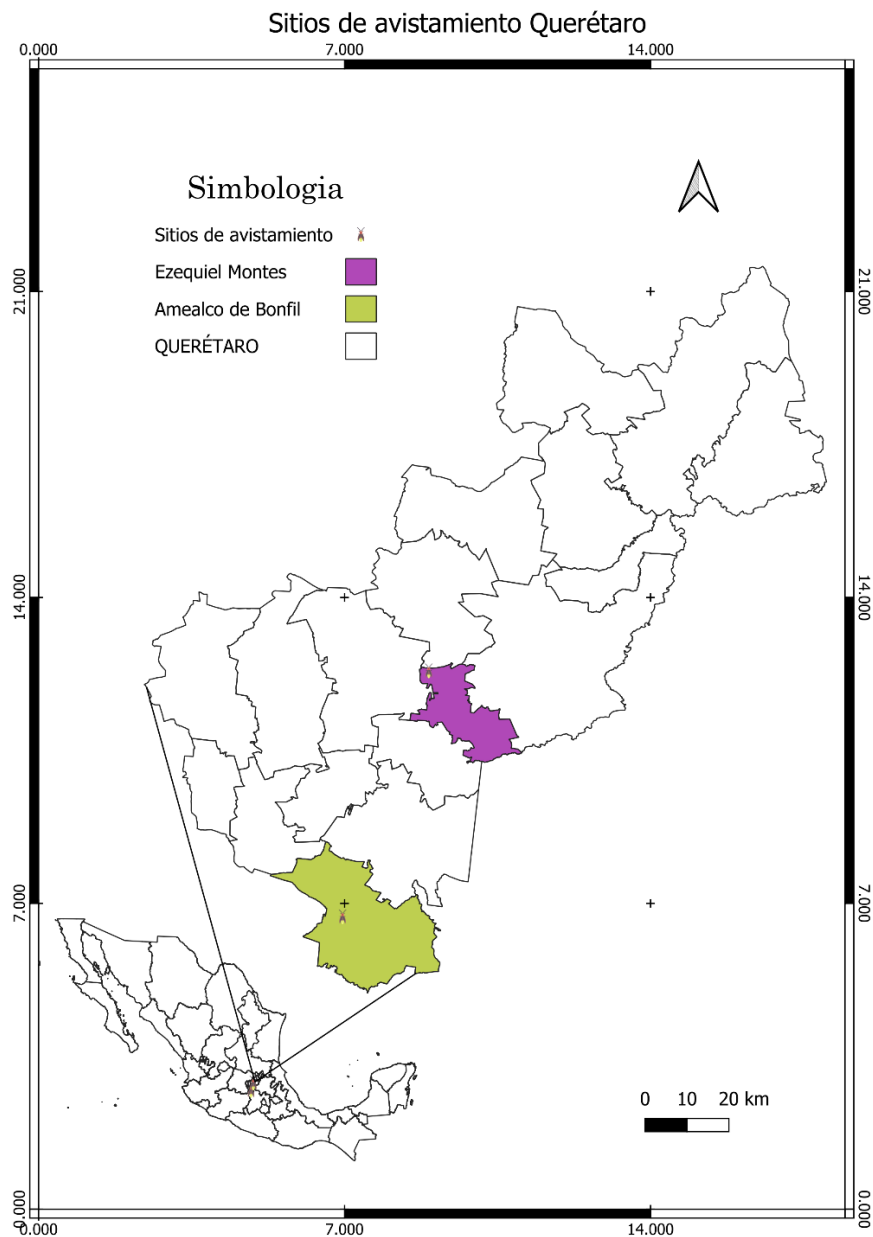 Sitios de avistamiento Querétaro
0.000 7.000 14.000
Simbologia
Sitios de avistamiento
Ezequiel Montes
Amealco de Bonfil
QUERÉTARO
21.000 21.000
14.000 14.000
7.000 7.000
0 10 20 km
0.000 0.000
0.000 7.000 14.000